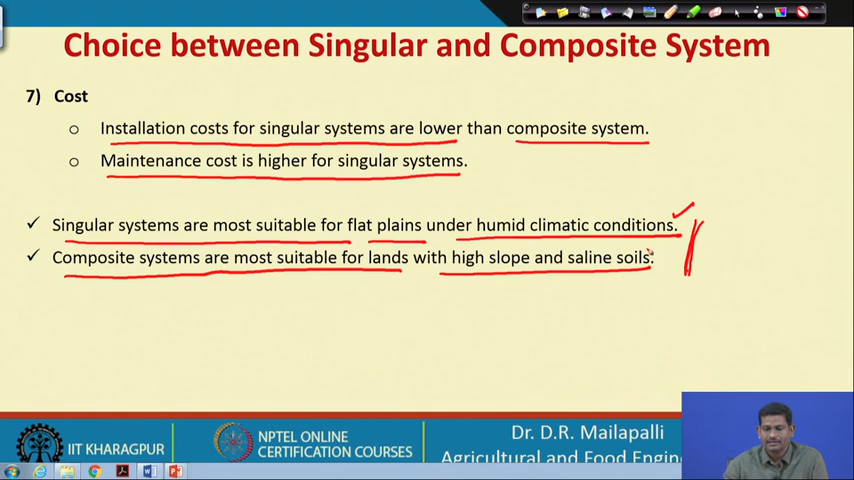 Choice between Singular and Composite System
7) Cost
o Installation costs for singular systems are lower than composite system.
o Maintenance cost is higher for singular systems.
✓ Singular systems are most suitable for flat plains under humid climatic conditions.
✓ Composite systems are most suitable for lands with high slope and saline soils.
IIT KHARAGPUR
NPTEL ONLINE
CERTIFICATION COURSES
Dr. D.R. Mailapalli
Agricultural and Food Engine